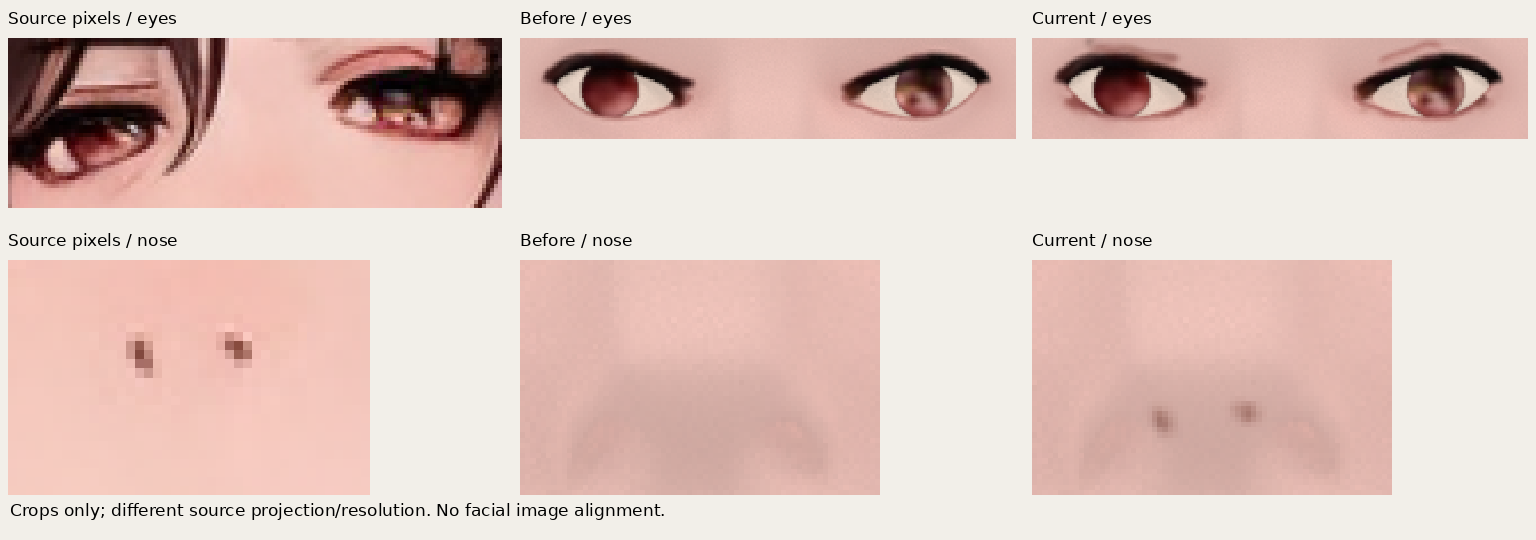 Source pixels / eyes
Before / eyes
Current / eyes
Source pixels / nose
Before / nose
Current / nose
Crops only; different source projection/resolution. No facial image alignment.